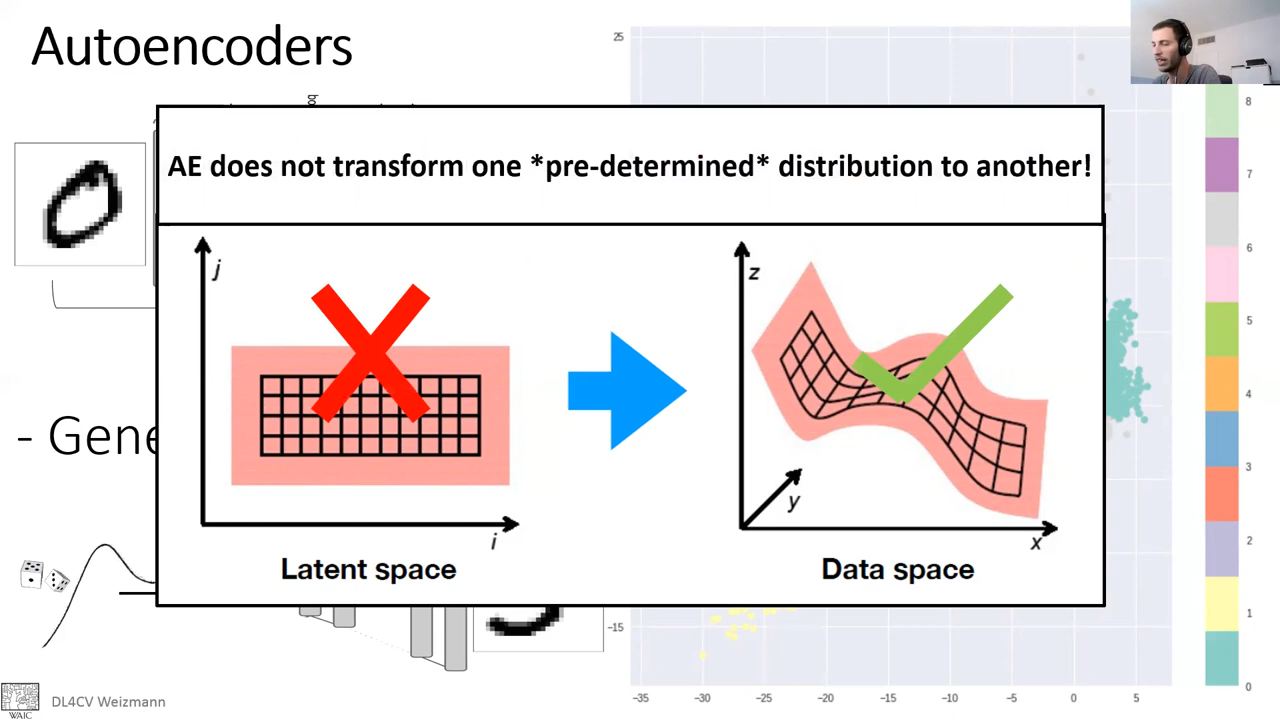 Autoencoders
AE does not transform one *pre-determined* distribution to another!
j
i
Latent space
z
y
x
Data space
- Gene
25
-15
-35
-30
-25
-20
-15
-10
-5
0
5
8
7
6
5
4
3
2
1
0
WAIC
DL4CV Weizmann